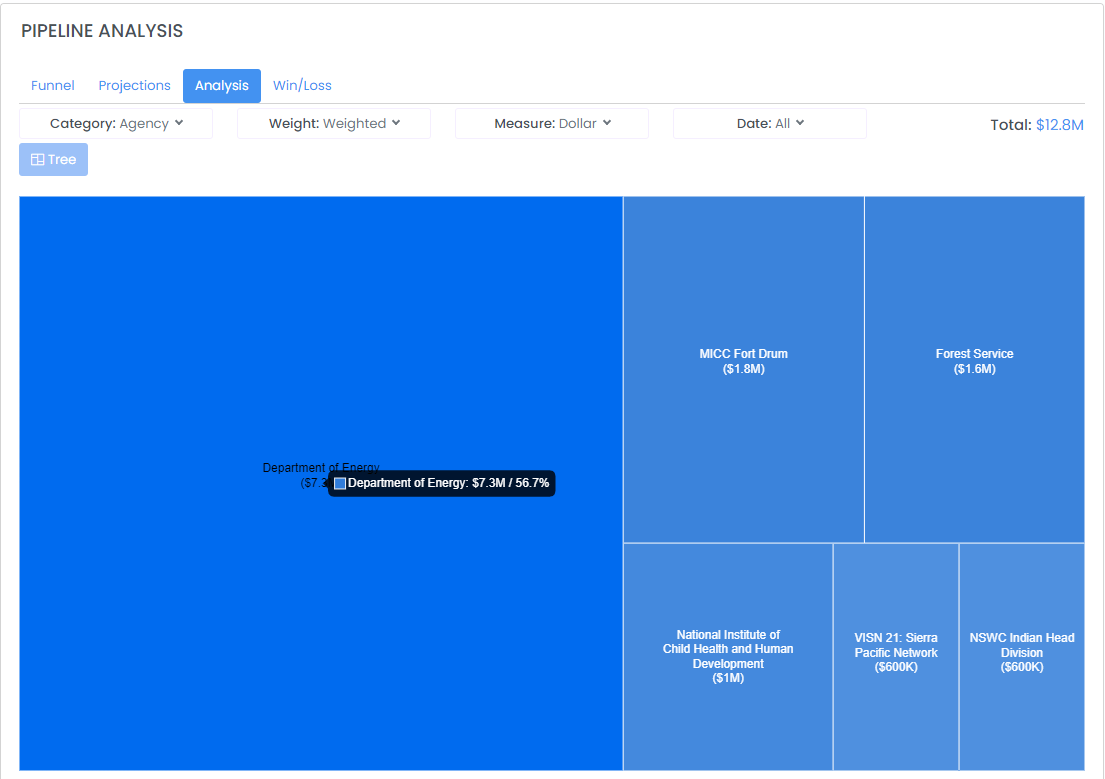 PIPELINE ANALYSIS
Funnel Projections Analysis Win/Loss
Category: Agency Weight: Weighted Measure: Dollar Date: All Total: $12.8M
Tree
MICC Fort Drum
($1.8M)
Forest Service
($1.6M)
Department of Energy
($7.3
Department of Energy: $7.3M / 56.7%
National Institute of
Child Health and Human
Development
($1M)
VISN 21: Sierra
Pacific Network
($600K)
NSWC Indian Head
Division
($600K)